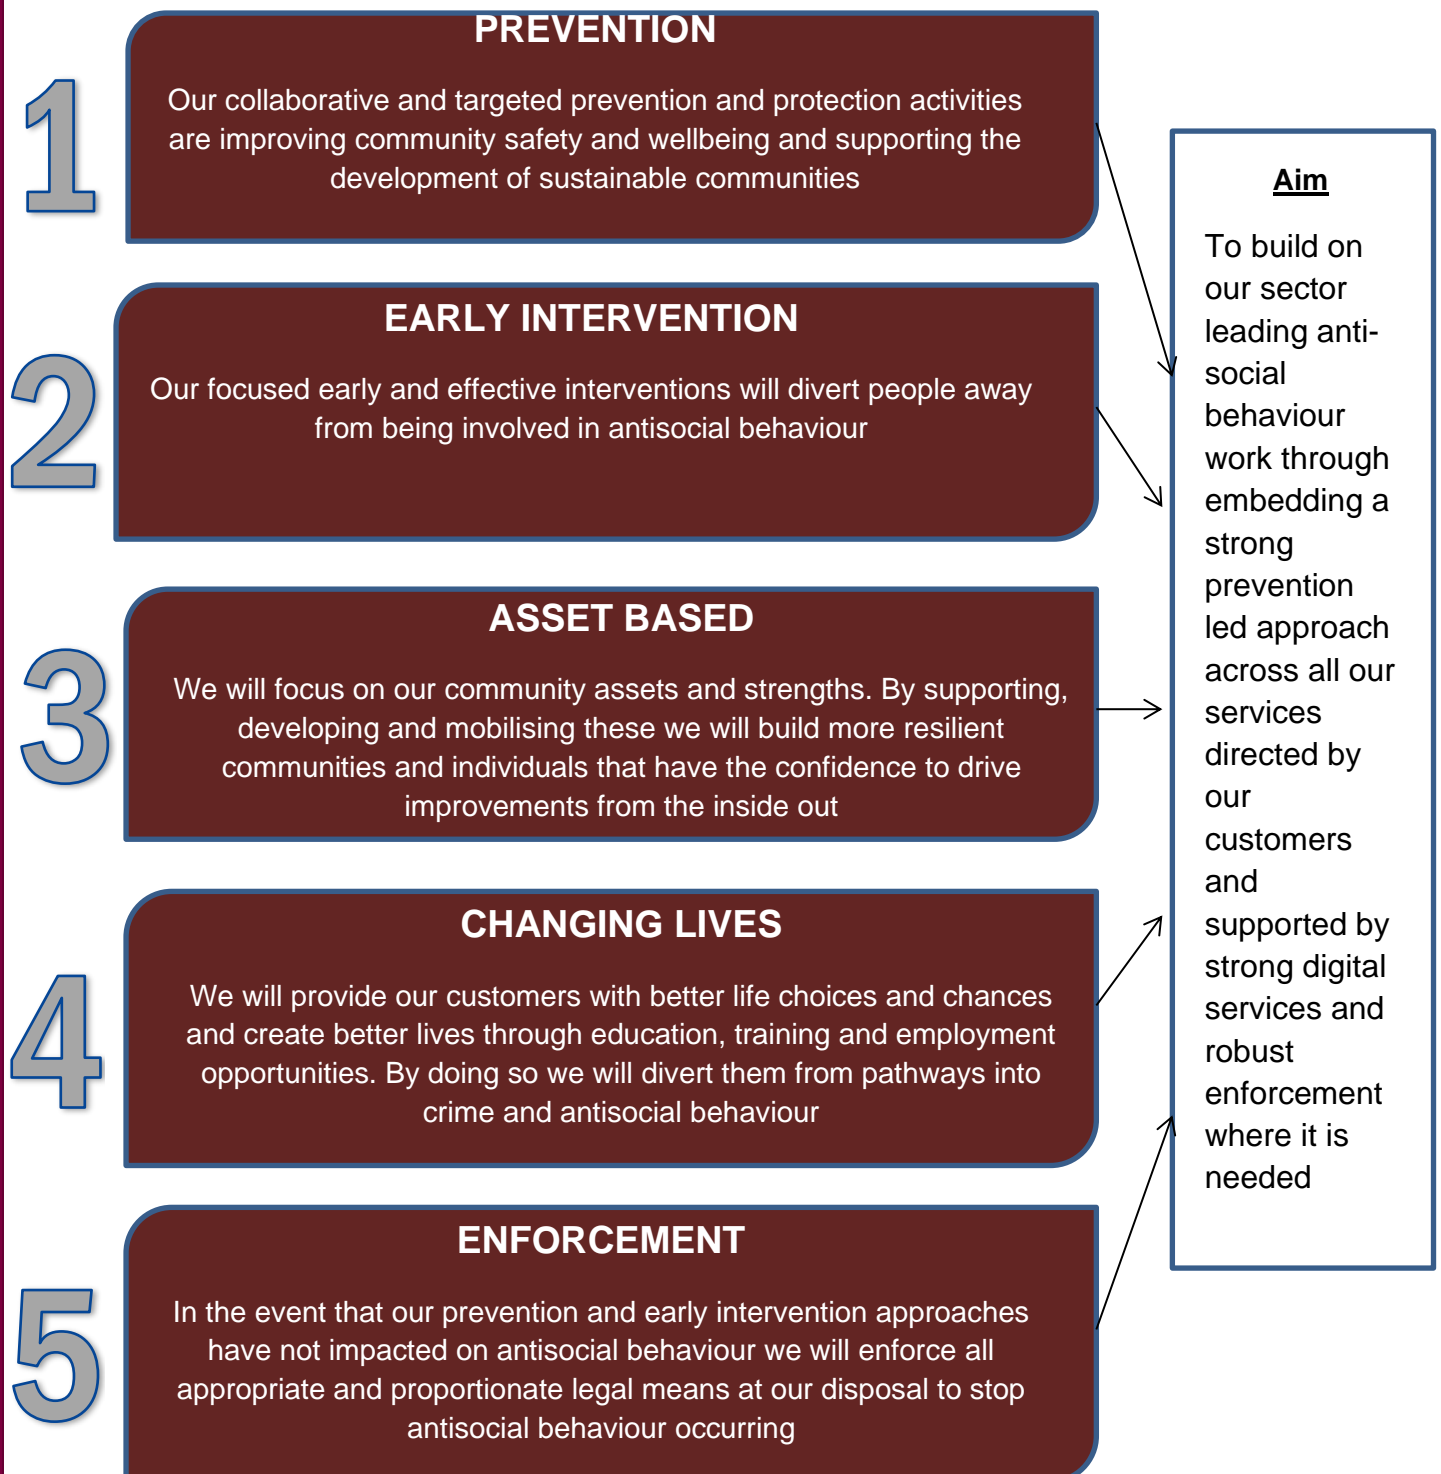 1
PREVENTION
Our collaborative and targeted prevention and protection activities
are improving community safety and wellbeing and supporting the
development of sustainable communities
2
EARLY INTERVENTION
Our focused early and effective interventions will divert people away
from being involved in antisocial behaviour
3
ASSET BASED
We will focus on our community assets and strengths. By supporting,
developing and mobilising these we will build more resilient
communities and individuals that have the confidence to drive
improvements from the inside out
4
CHANGING LIVES
We will provide our customers with better life choices and chances
and create better lives through education, training and employment
opportunities. By doing so we will divert them from pathways into
crime and antisocial behaviour
5
ENFORCEMENT
In the event that our prevention and early intervention approaches
have not impacted on antisocial behaviour we will enforce all
appropriate and proportionate legal means at our disposal to stop
antisocial behaviour occurring
Aim
To build on
our sector
leading anti-
social
behaviour
work through
embedding a
strong
prevention
led approach
across all our
services
directed by
our
customers
and
supported by
strong digital
services and
robust
enforcement
where it is
needed